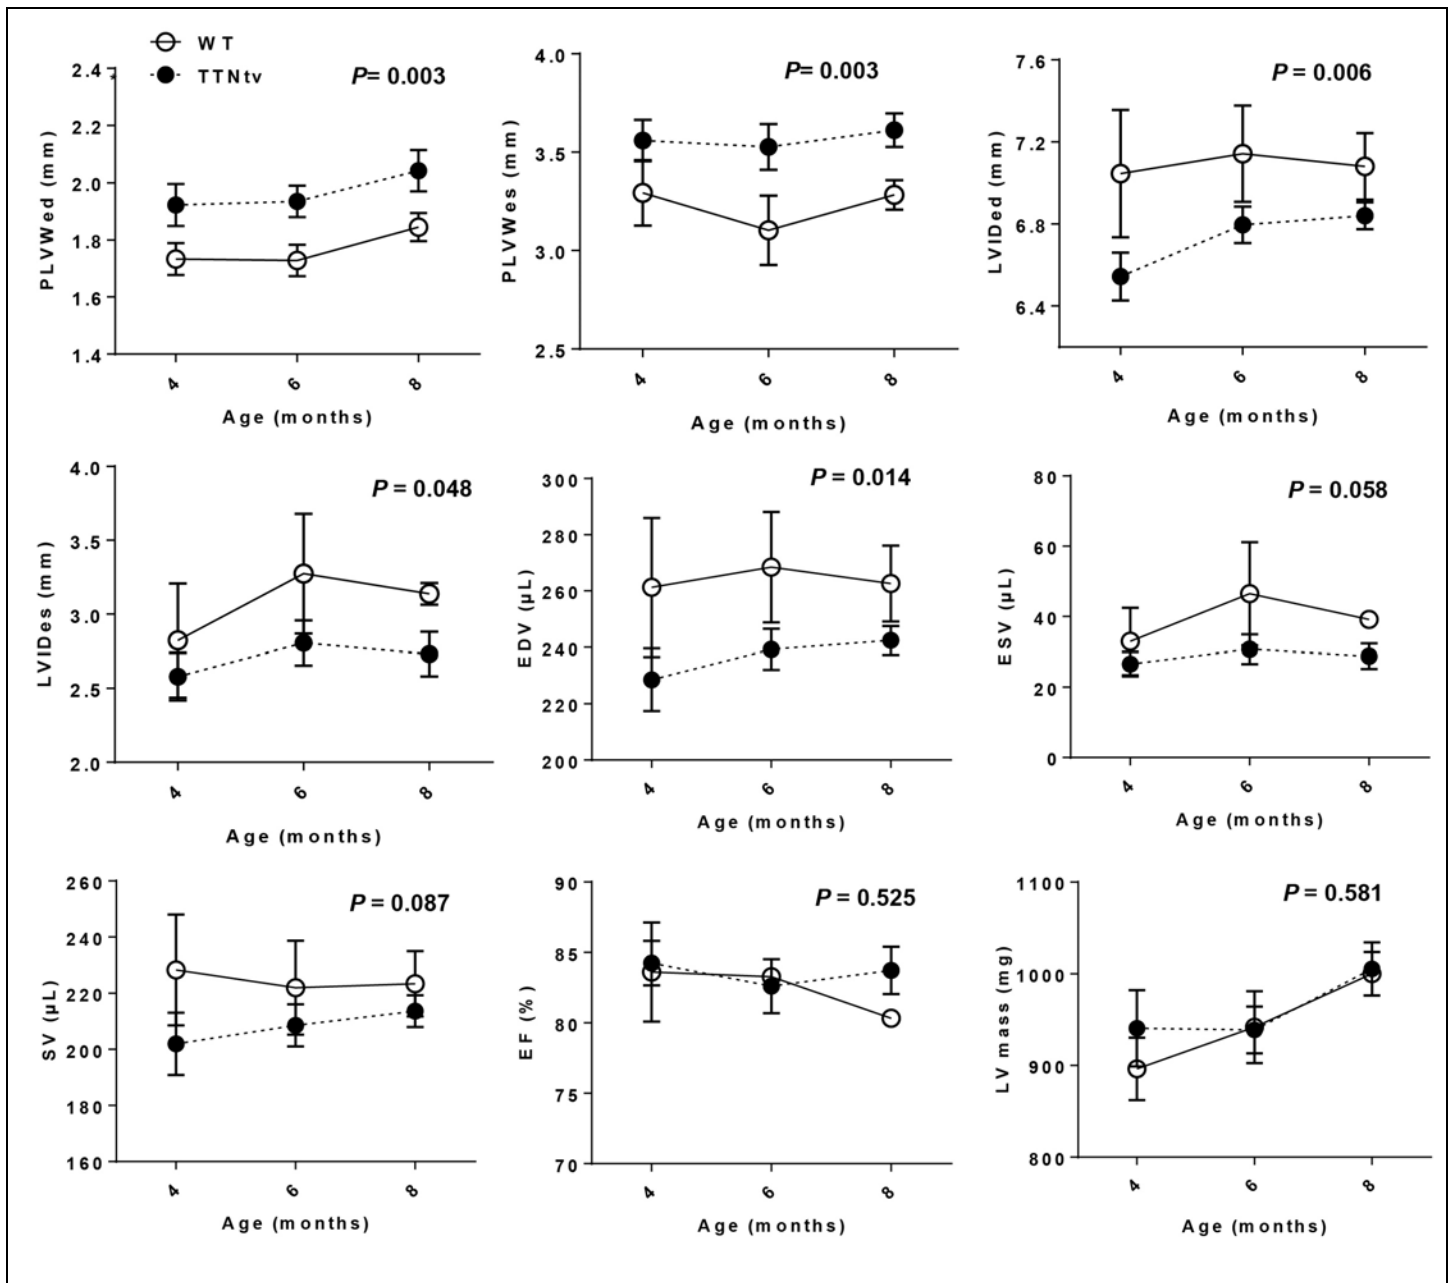 WT
TTNtv
P= 0.003
PLVWed (mm)
2.4
2.2
2.0
1.8
1.6
1.4
4
6
8
Age (months)
P= 0.003
PLVWes (mm)
4.0
3.5
3.0
2.5
4
6
8
Age (months)
P = 0.006
LVIDed (mm)
7.6
7.2
6.8
6.4
4
6
8
Age (months)
P = 0.048
LVIDes (mm)
4.0
3.5
3.0
2.5
2.0
4
6
8
Age (months)
P = 0.014
EDV (µL)
300
280
260
240
220
200
4
6
8
Age (months)
P = 0.058
ESV (µL)
80
60
40
20
0
4
6
8
Age (months)
P = 0.087
SV (µL)
260
240
220
200
180
160
4
6
8
Age (months)
P = 0.525
EF (%)
90
85
80
75
70
4
6
8
Age (months)
P = 0.581
LV mass (mg)
1100
1000
900
800
4
6
8
Age (months)